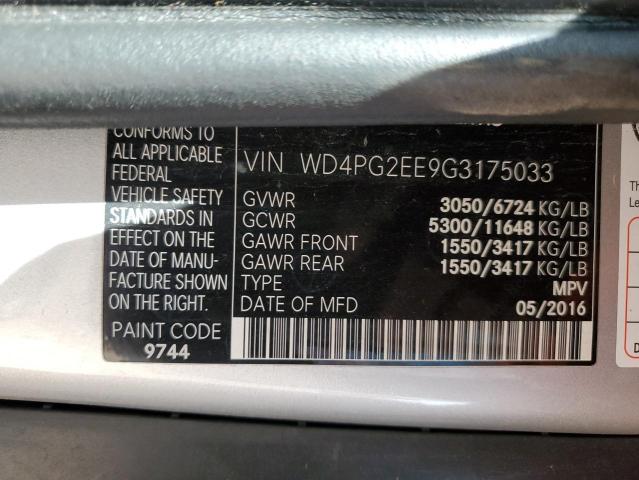 CONFORMS TO
ALL APPLICABLE
FEDERAL
VEHICLE SAFETY
STANDARDS IN
EFFECT ON THE
DATE OF MANU-
FACTURE SHOWN
ON THE RIGHT.
PAINT CODE
9744
VIN WD4PG2EE9G3175033
GVWR 3050/6724 KG/LB
GCWR 5300/11648 KG/LB
GAWR FRONT 1550/3417 KG/LB
GAWR REAR 1550/3417 KG/LB
TYPE MPV
DATE OF MFD 05/2016
Th
Le
D